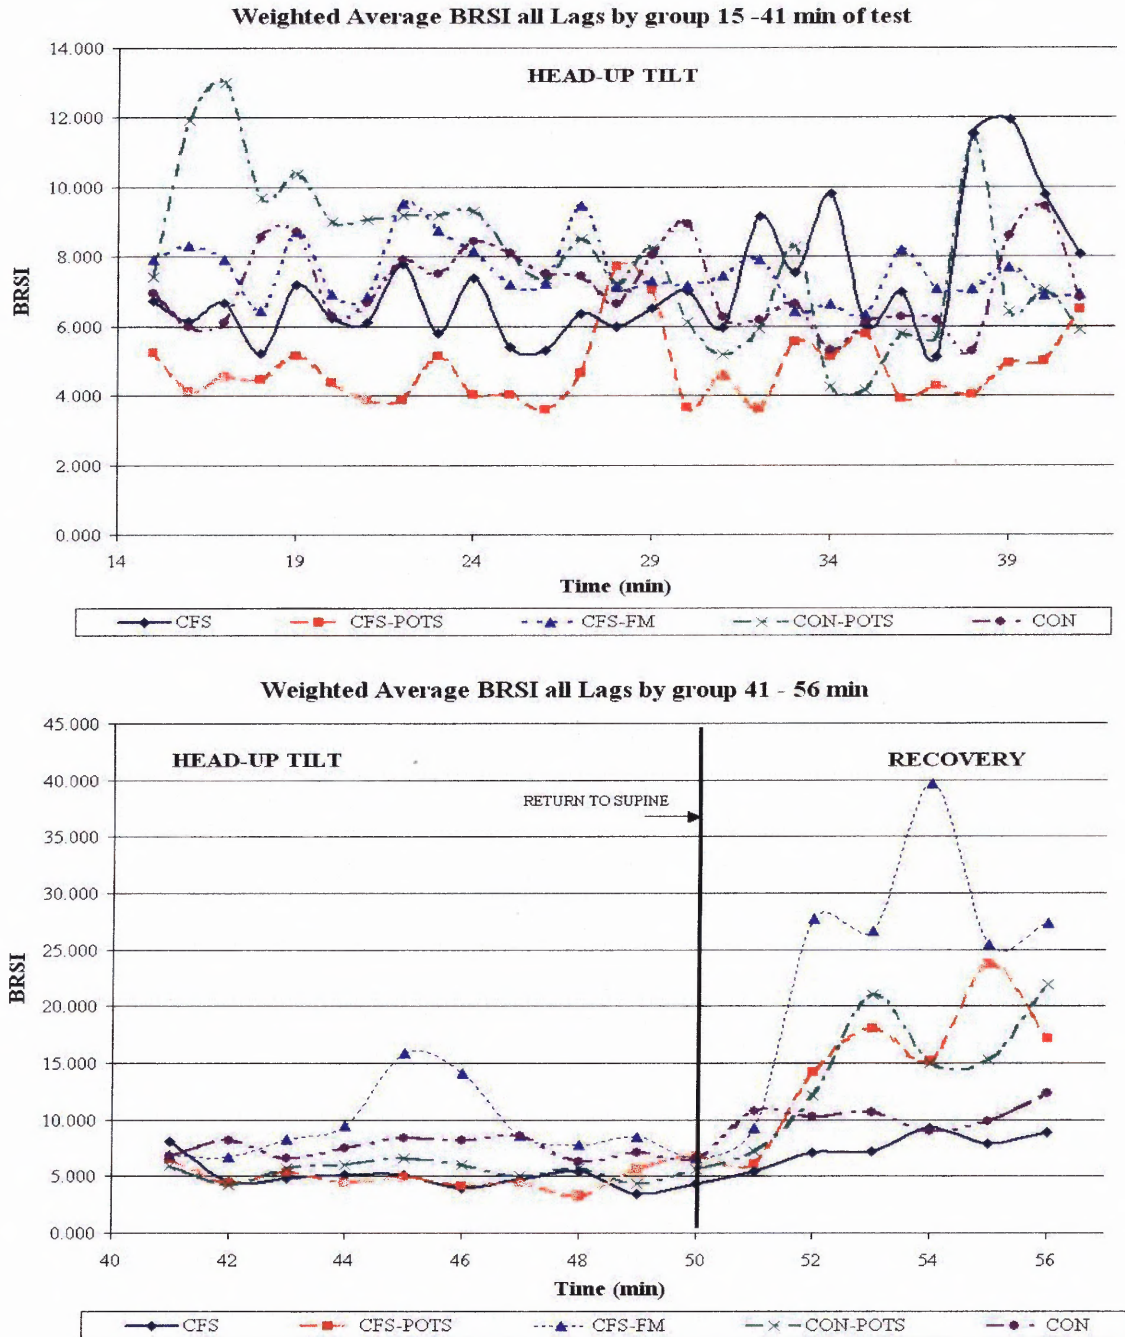 Weighted Average BRSI all Lags by group 15 -41 min of test
14.000
HEAD-UP TILT
12.000
10.000
8.000
BRSI
6.000
4.000
2.000
0.000
14 19 24 29 34 39
Time (min)
CFS CFS-POTS CFS-FM CON-POTS CON
Weighted Average BRSI all Lags by group 41 - 56 min
45.000
HEAD-UP TILT RECOVERY
40.000
RETURN TO SUPINE
35.000
30.000
25.000
BRSI
20.000
15.000
10.000
5.000
0.000
40 42 44 46 48 50 52 54 56
Time (min)
CFS CFS-POTS CFS-FM CON-POTS CON